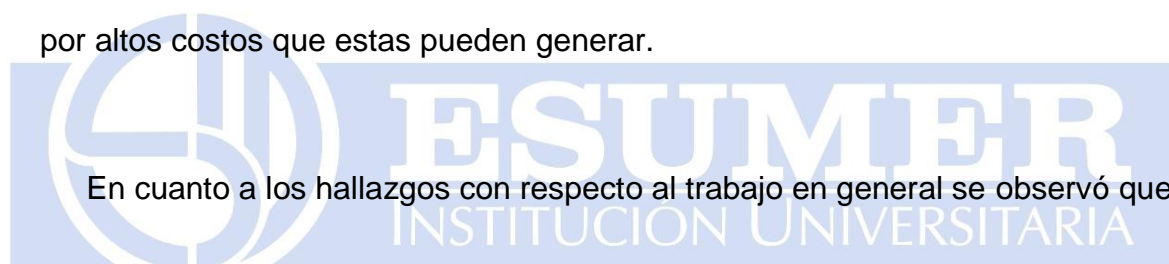 por altos costos que estas pueden generar.
ESUMER
En cuanto a los hallazgos con respecto al trabajo en general se observó que
INSTITUCIÓN UNIVERSITARIA